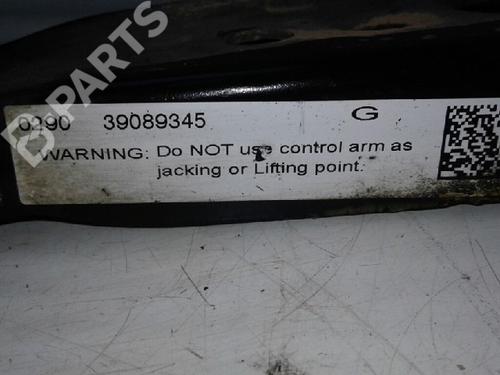 B-PARTS
0290 39089345 G
WARNING: Do NOT use control arm as
jacking or Lifting point.